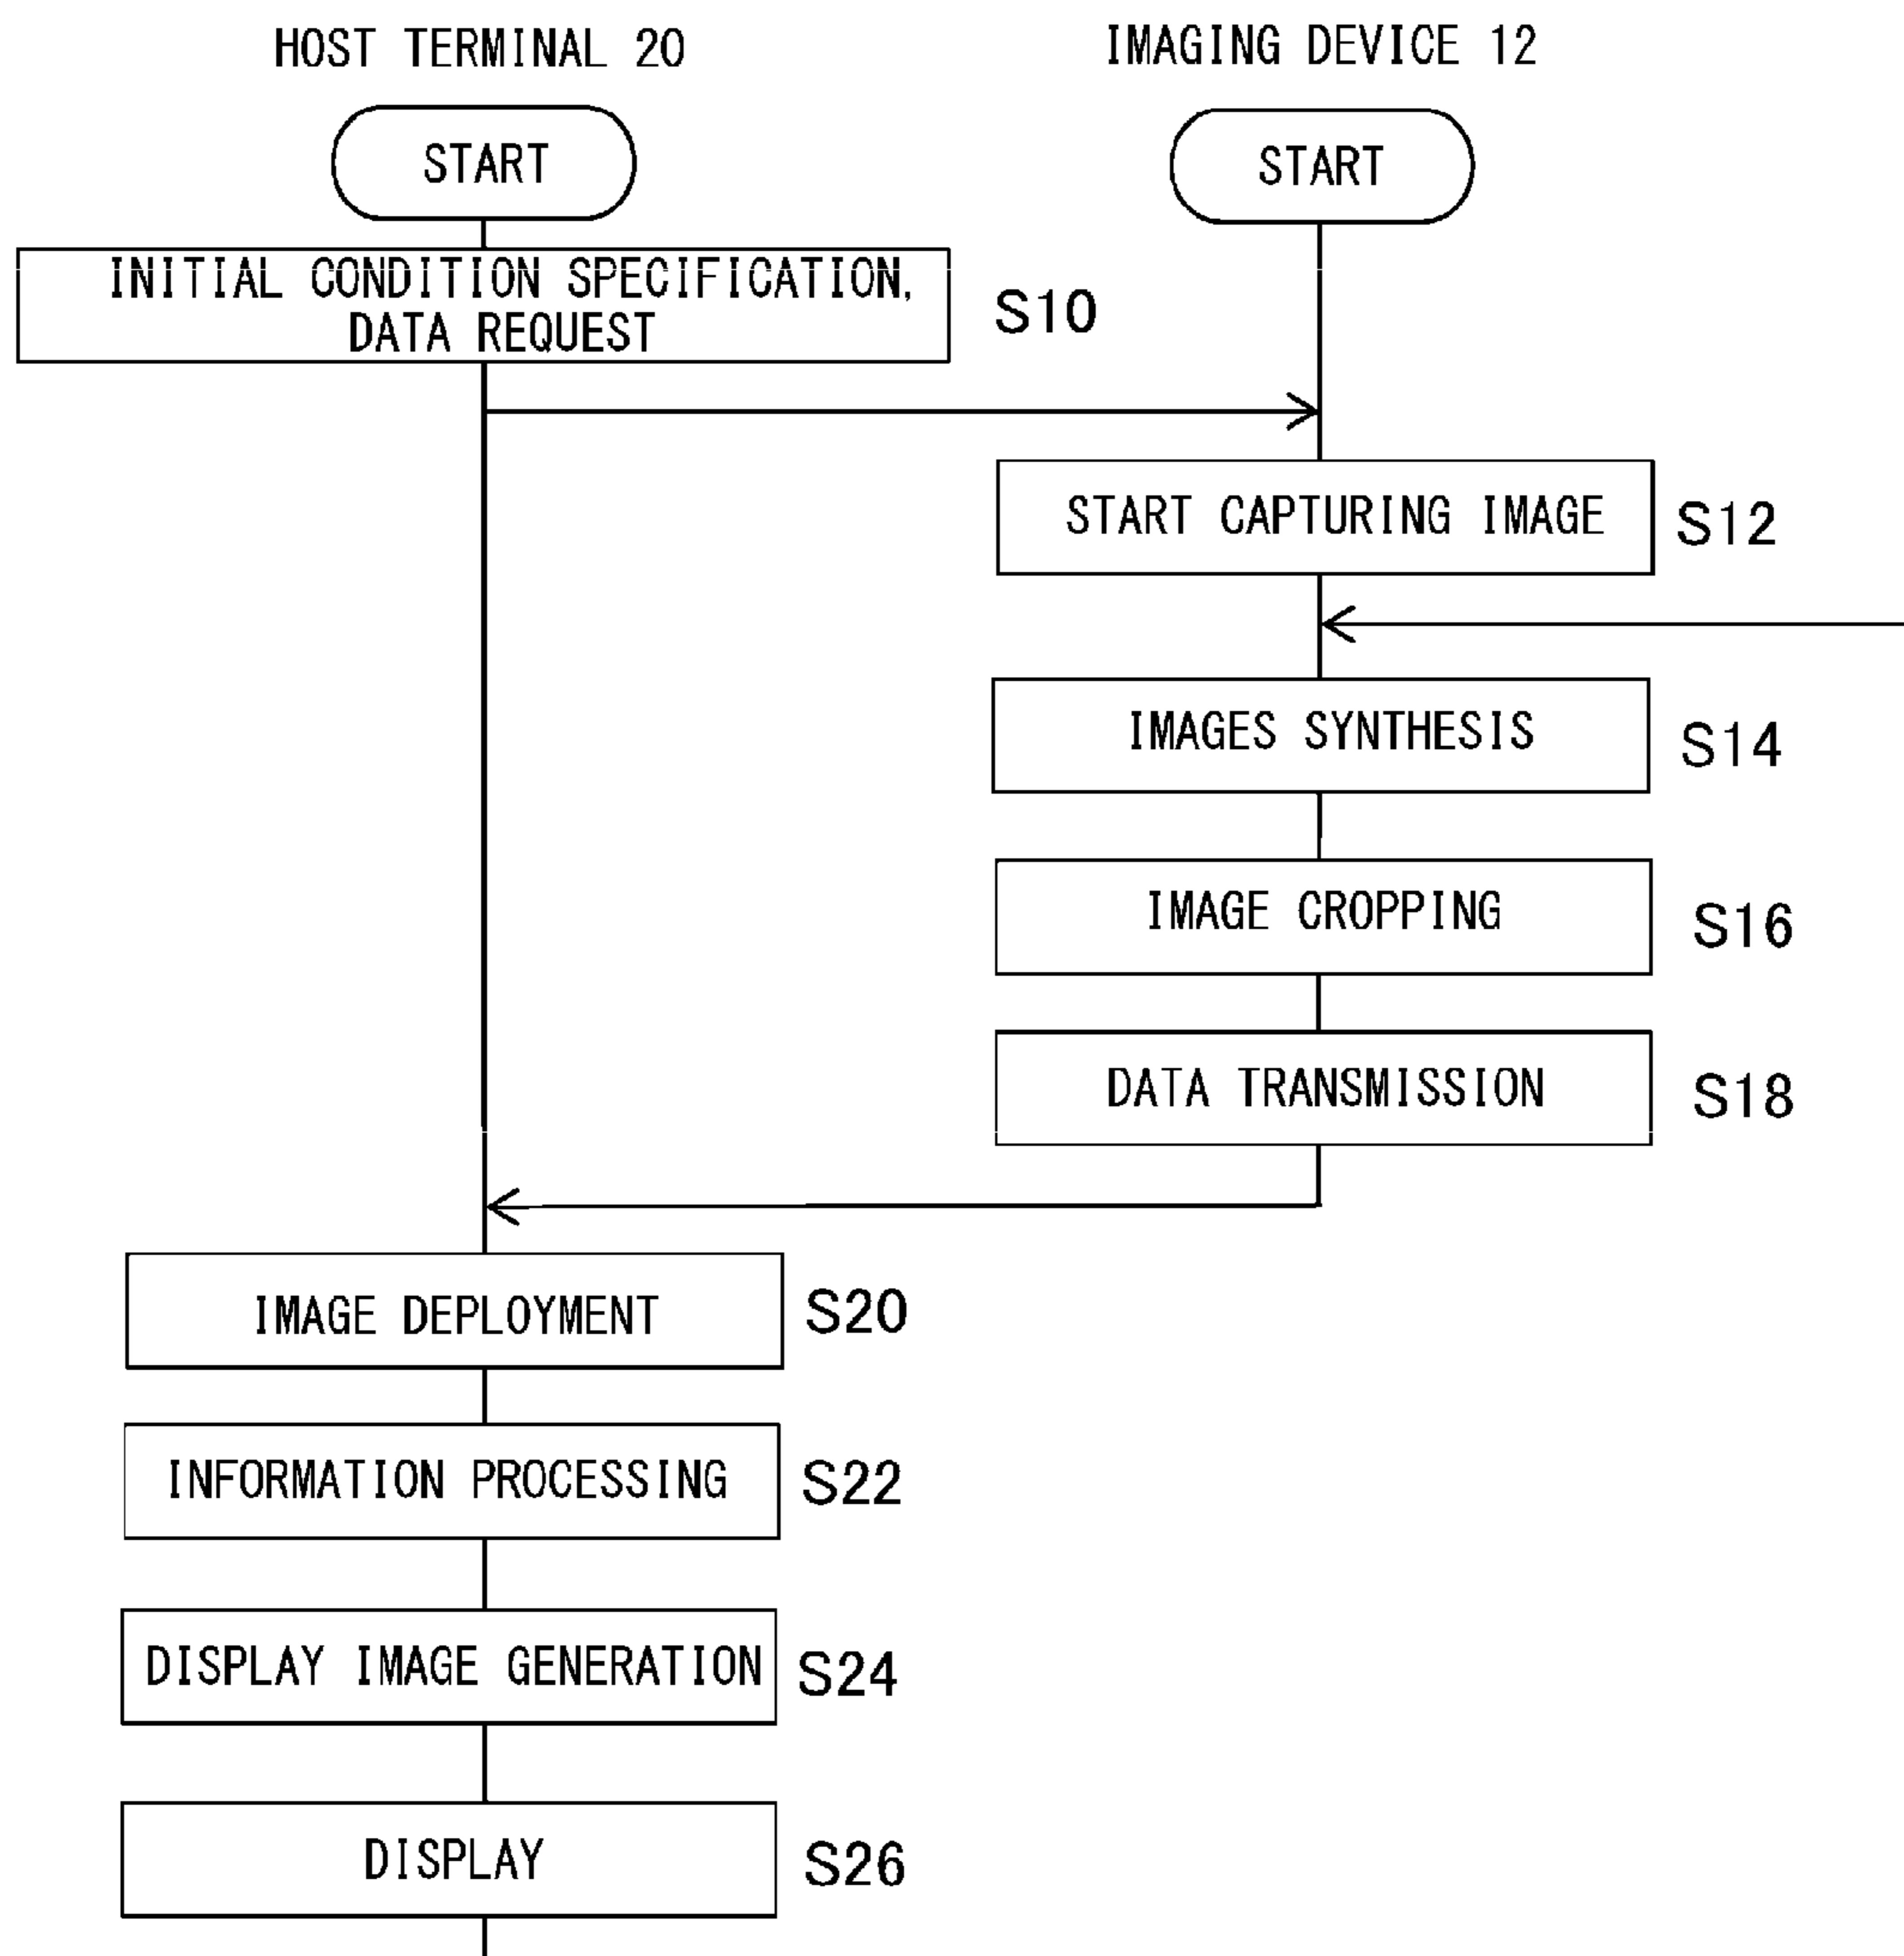 HOST TERMINAL 20
IMAGING DEVICE 12
START
START
INITIAL CONDITION SPECIFICATION,
DATA REQUEST
S10
START CAPTURING IMAGE
S12
IMAGES SYNTHESIS
S14
IMAGE CROPPING
S16
DATA TRANSMISSION
S18
IMAGE DEPLOYMENT
S20
INFORMATION PROCESSING
S22
DISPLAY IMAGE GENERATION
S24
DISPLAY
S26